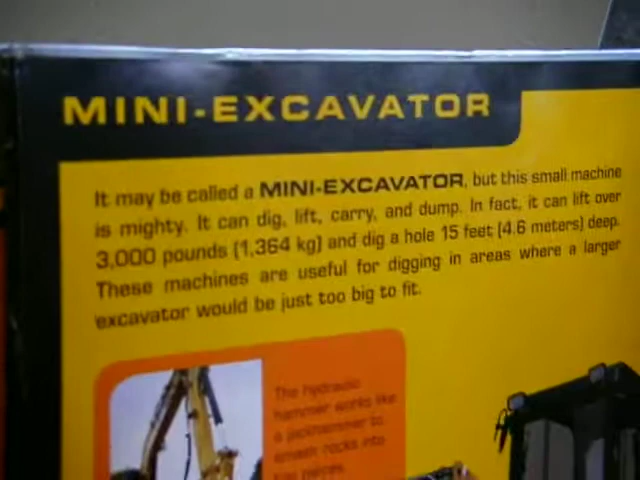 MINI-EXCAVATOR
It may be called a MINI-EXCAVATOR, but this small machine
is mighty. It can dig, lift, carry, and dump. In fact, it can lift over
3,000 pounds (1,364 kg) and dig a hole 15 feet (4.6 meters) deep.
These machines are useful for digging in areas where a larger
excavator would be just too big to fit.
The hydraulic
hammer works like
a jackhammer to
smash rocks into
pieces.